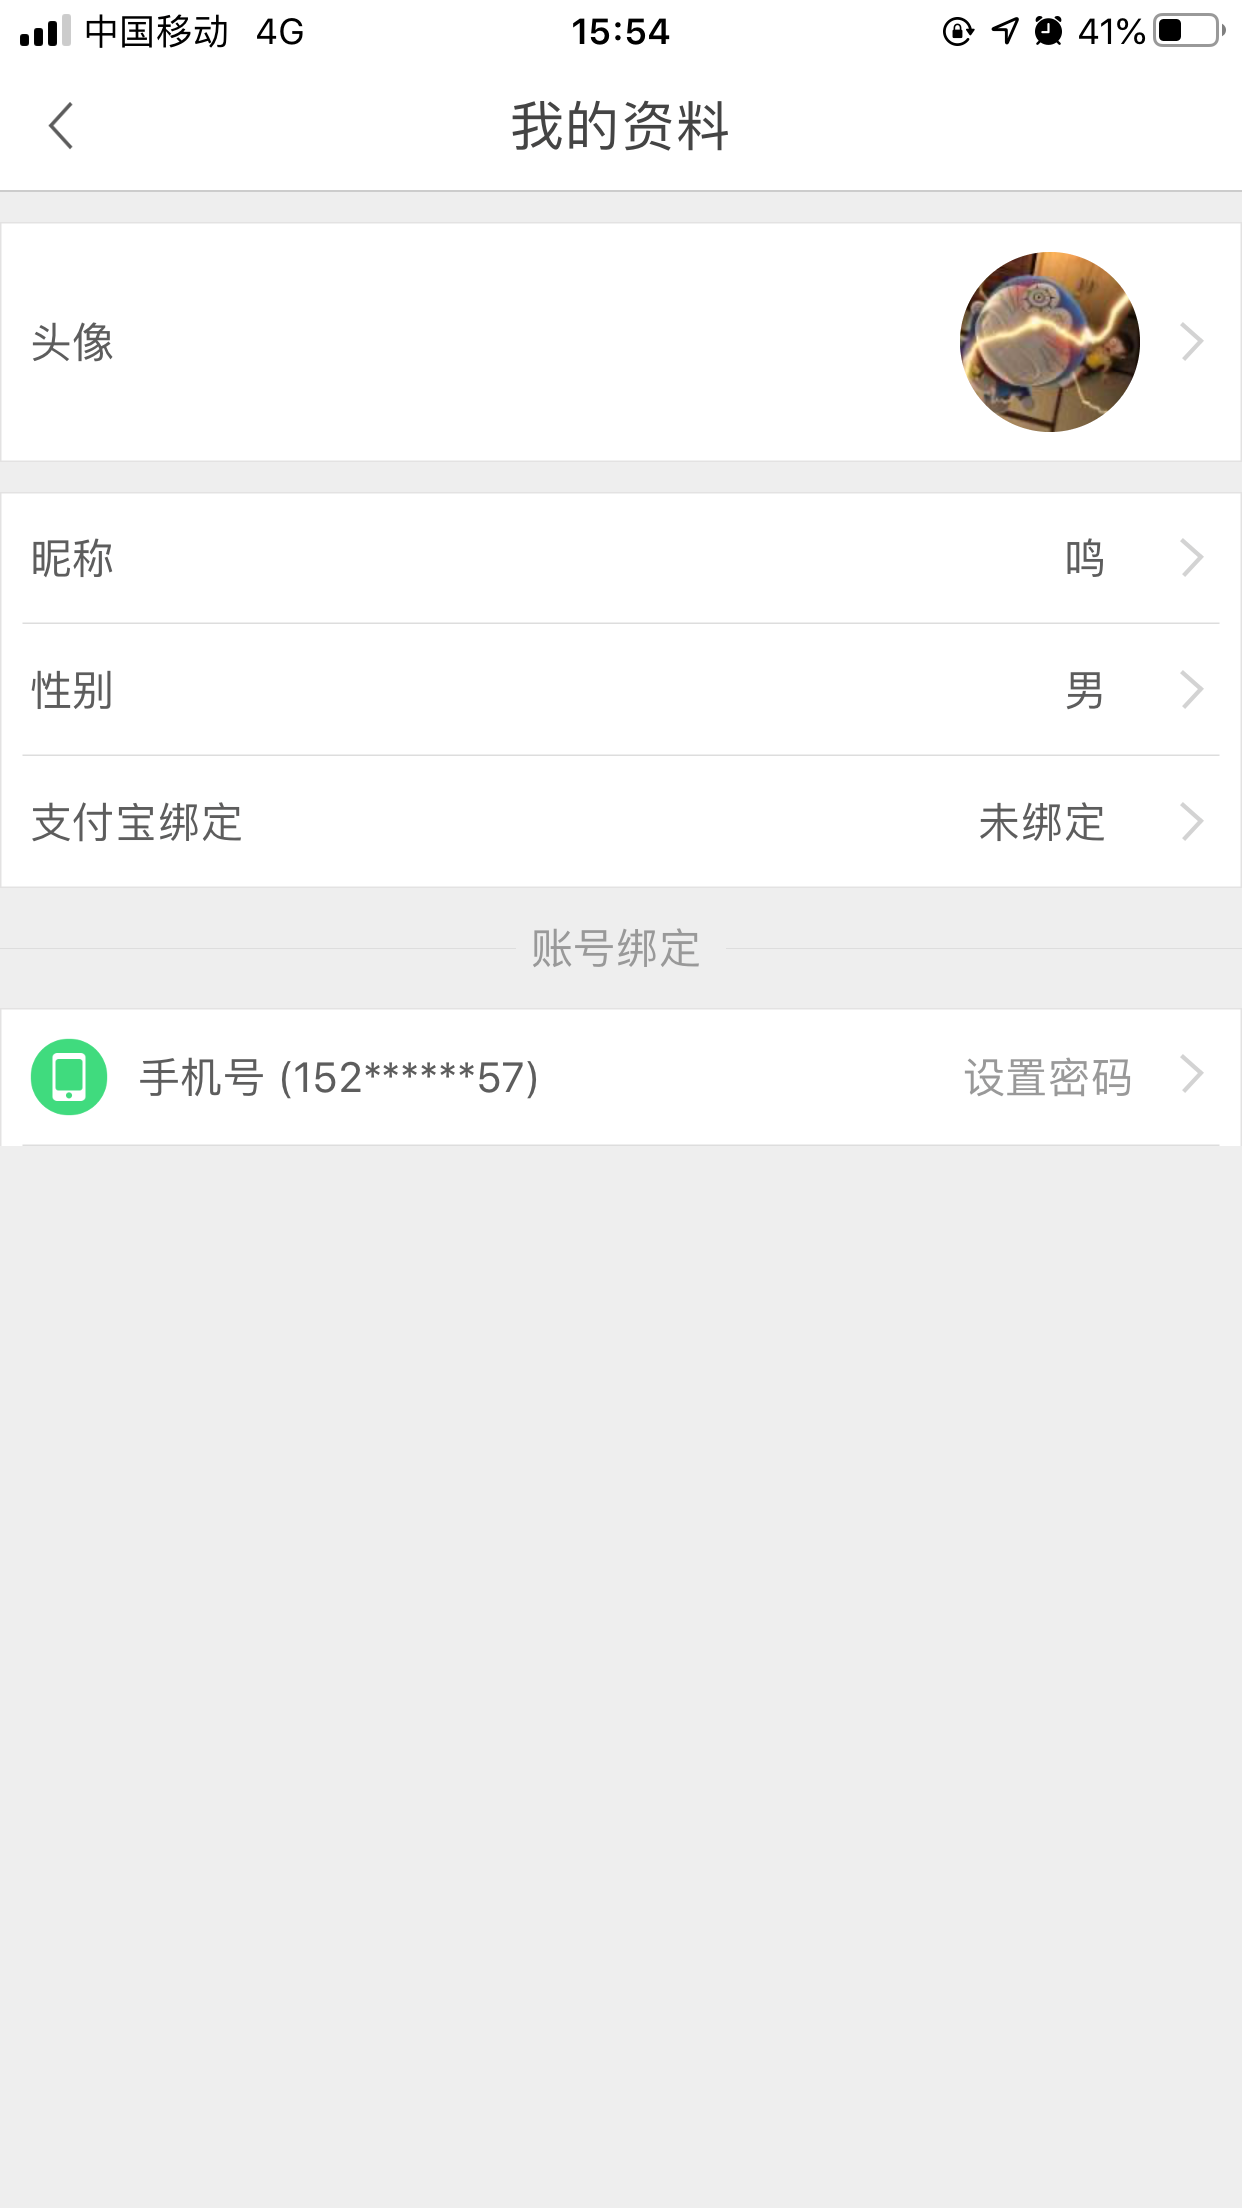 中国移动 4G 15:54 41%
我的资料
头像
昵称 鸣
性别 男
支付宝绑定 未绑定
账号绑定
手机号 (152******57) 设置密码